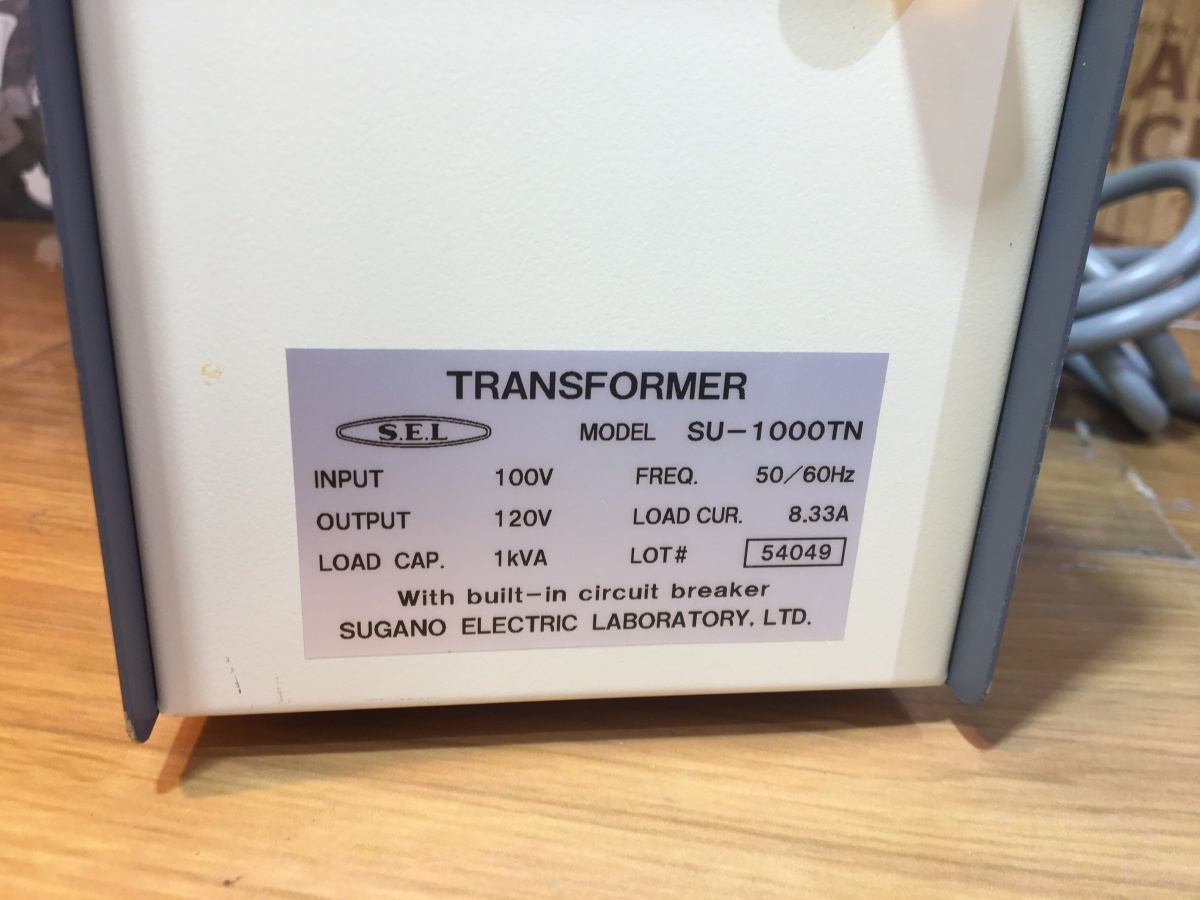 TRANSFORMER
S.E.L MODEL SU-1000TN
INPUT 100V FREQ. 50/60Hz
OUTPUT 120V LOAD CUR. 8.33A
LOAD CAP. 1kVA LOT# 54049
With built-in circuit breaker
SUGANO ELECTRIC LABORATORY, LTD.